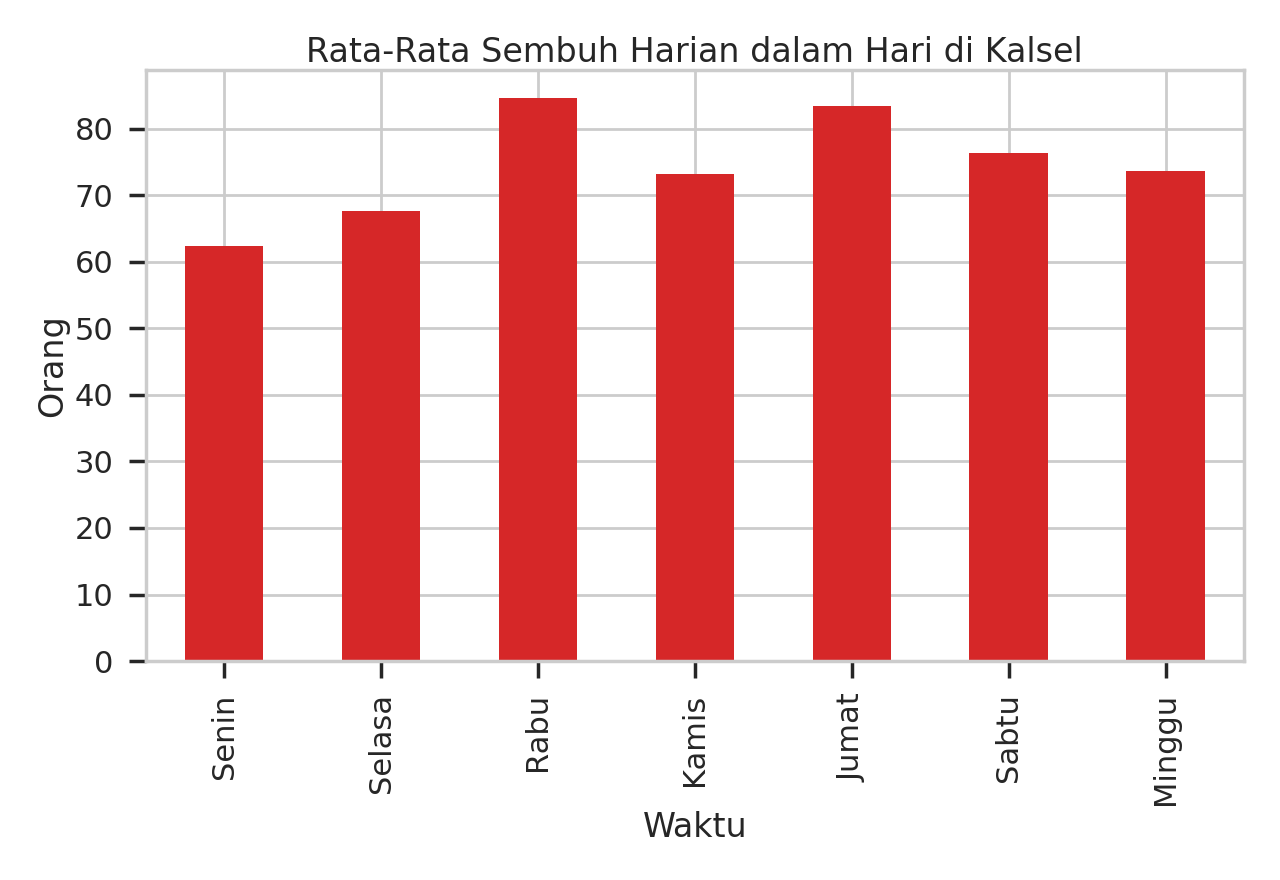 Rata-Rata Sembuh Harian dalam Hari di Kalsel
Orang
80
70
60
50
40
30
20
10
0
Senin
Selasa
Rabu
Kamis
Jumat
Sabtu
Minggu
Waktu